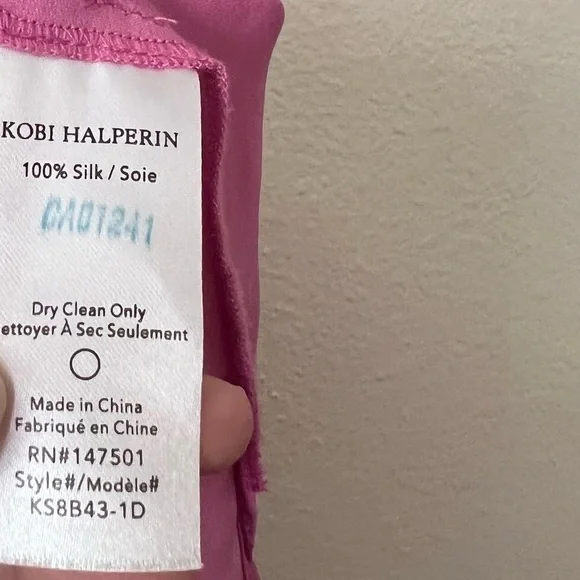 KOBI HALPERIN
100% Silk / Soie
CA01241
Dry Clean Only
ettoyer À Sec Seulement
Made in China
Fabriqué en Chine
RN#147501
Style#/Modèle#
KS8B43-1D